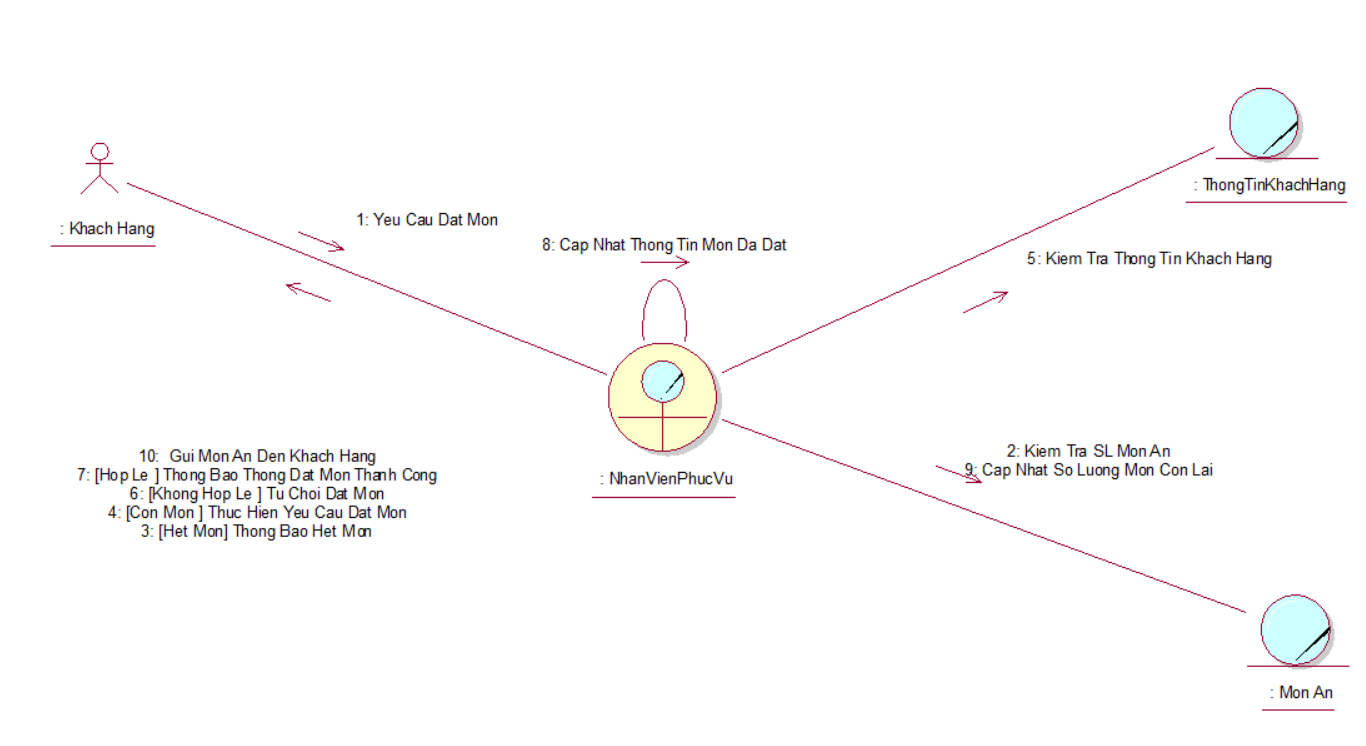 : ThongTinKhachHang
: Khach Hang
1: Yeu Cau Dat Mon
8: Cap Nhat Thong Tin Mon Da Dat
5: Kiem Tra Thong Tin Khach Hang
10: Gui Mon An Den Khach Hang
7: [Hop Le ] Thong Bao Thong Dat Mon Thanh Cong
6: [Khong Hop Le ] Tu Choi Dat Mon
4: [Con Mon ] Thuc Hien Yeu Cau Dat Mon
3: [Het Mon] Thong Bao Het Mon
: NhanVienPhucVu
2: Kiem Tra SL Mon An
9: Cap Nhat So Luong Mon Con Lai
: Mon An